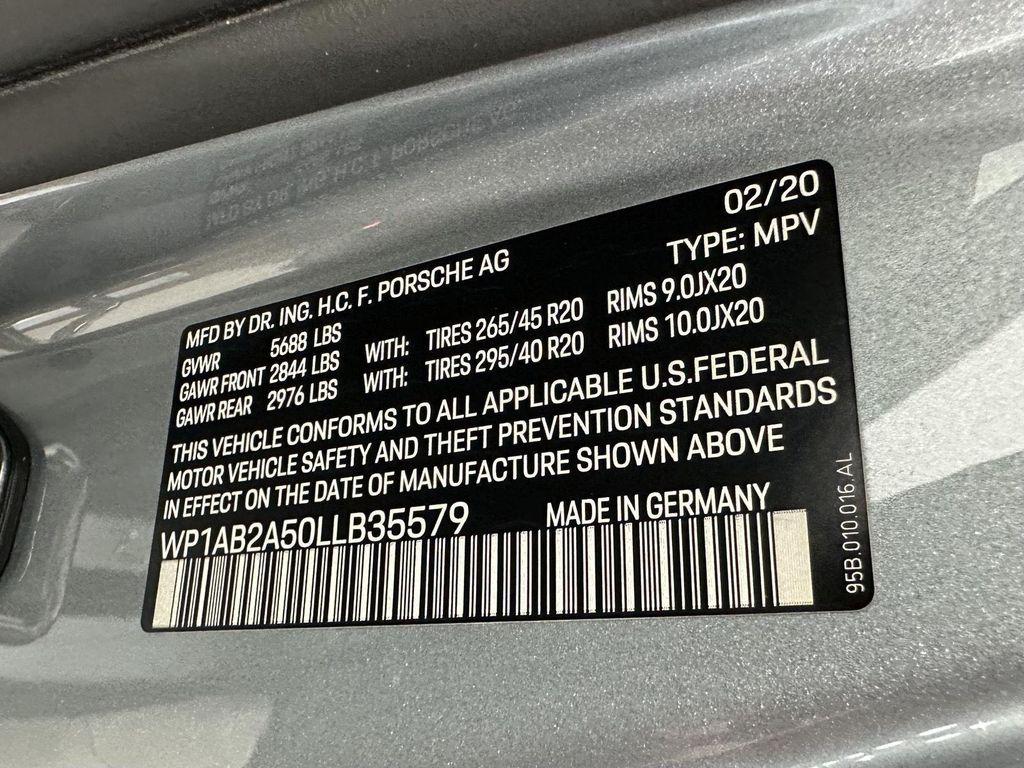 02/20
MFD BY DR. ING. H.C. F. PORSCHE AG TYPE: MPV
GVWR 5688 LBS
GAWR FRONT 2844 LBS WITH: TIRES 265/45 R20 RIMS 9.0JX20
GAWR REAR 2976 LBS WITH: TIRES 295/40 R20 RIMS 10.0JX20
THIS VEHICLE CONFORMS TO ALL APPLICABLE U.S.FEDERAL
MOTOR VEHICLE SAFETY AND THEFT PREVENTION STANDARDS
IN EFFECT ON THE DATE OF MANUFACTURE SHOWN ABOVE
WP1AB2A50LLB35579 MADE IN GERMANY
95B.010.016.AL